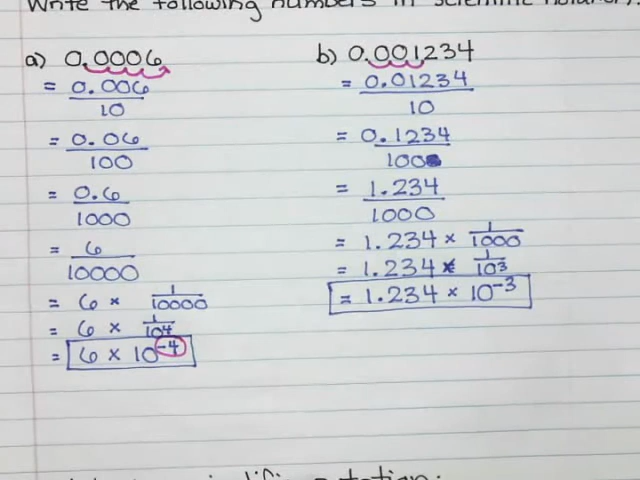 Write the following numbers in scientific
a) 0.0006
= 0.006/10
= 0.06/100
= 0.6/1000
= 6/10000
= 6 × 1/10000
= 6 × 1/10⁴
= 6 × 10⁻⁴
b) 0.001234
= 0.01234/10
= 0.1234/100
= 1.234/1000
= 1.234 × 1/1000
= 1.234 × 1/10³
= 1.234 × 10⁻³